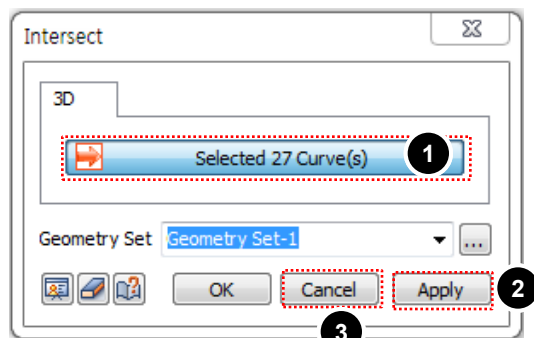 Intersect
3D
Selected 27 Curve(s)
1
Geometry Set
Geometry Set-1
...
OK
Cancel
Apply
2
3